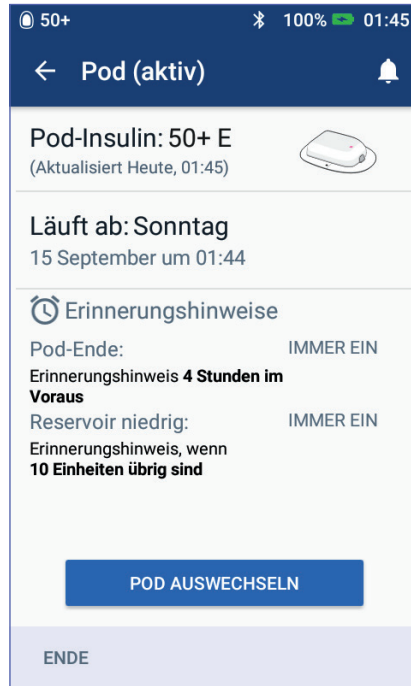 50+ 100% 01:45
Pod (aktiv)
Pod-Insulin: 50+ E
(Aktualisiert Heute, 01:45)
Läuft ab: Sonntag
15 September um 01:44
Erinnerungshinweise
Pod-Ende: IMMER EIN
Erinnerungshinweis 4 Stunden im
Voraus
Reservoir niedrig: IMMER EIN
Erinnerungshinweis, wenn
10 Einheiten übrig sind
POD AUSWECHSELN
ENDE